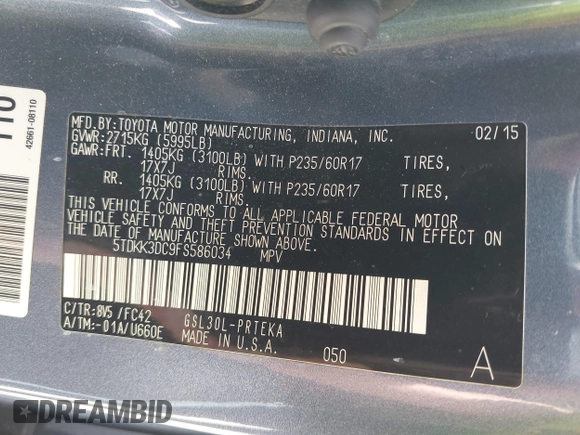 110
42661-08110
MFD.BY:TOYOTA MOTOR MANUFACTURING, INDIANA, INC. 02/15
GVWR:2715KG (5995LB)
GAWR:FRT. 1405KG (3100LB) WITH P235/60R17 TIRES,
17X7J RIMS.
RR. 1405KG (3100LB) WITH P235/60R17 TIRES,
17X7J RIMS.
THIS VEHICLE CONFORMS TO ALL APPLICABLE FEDERAL MOTOR
VEHICLE SAFETY AND THEFT PREVENTION STANDARDS IN EFFECT ON
THE DATE OF MANUFACTURE SHOWN ABOVE.
5TDKK3DC9FS586034 MPV
C/TR:8V5 /FC42 GSL30L-PRTEKA
A/TM:-01A/U660E MADE IN U.S.A. 050 A
DREAMBID